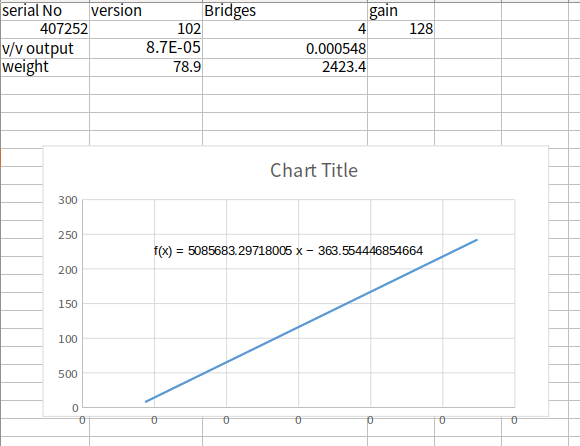 serial No version Bridges gain
407252 102 4 128
v/v output 8.7E-05 0.000548
weight 78.9 2423.4
Chart Title
300
250
f(x) = 5085683.29718005 x − 363.554446854664
200
150
100
500
0
0 0 0 0 0 0 0